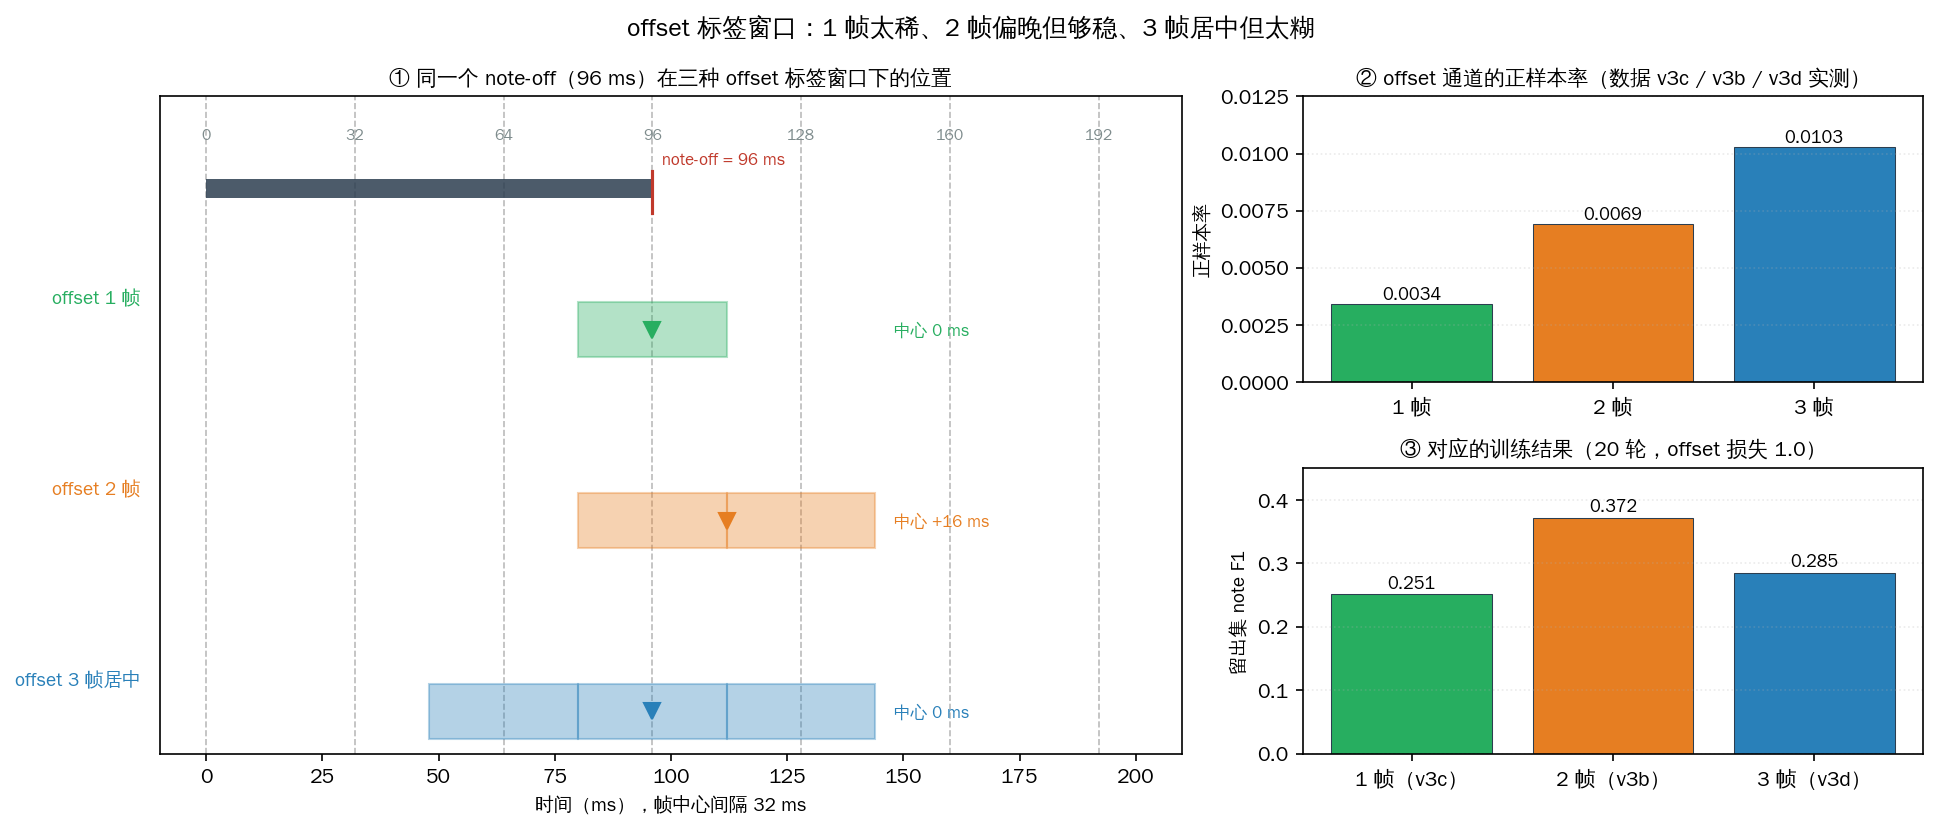 offset 标签窗口：1 帧太稀、2 帧偏晚但够稳、3 帧居中但太糊
① 同一个 note-off（96 ms）在三种 offset 标签窗口下的位置
0 32 64 96 128 160 192
note-off = 96 ms
offset 1 帧
中心 0 ms
offset 2 帧
中心 +16 ms
offset 3 帧居中
中心 0 ms
0 25 50 75 100 125 150 175 200
时间（ms），帧中心间隔 32 ms
② offset 通道的正样本率（数据 v3c / v3b / v3d 实测）
正样本率
0.0125
0.0100
0.0075
0.0050
0.0025
0.0000
0.0034
0.0069
0.0103
1 帧 2 帧 3 帧
③ 对应的训练结果（20 轮，offset 损失 1.0）
留出集 note F1
0.4
0.3
0.2
0.1
0.0
0.251
0.372
0.285
1 帧（v3c） 2 帧（v3b） 3 帧（v3d）